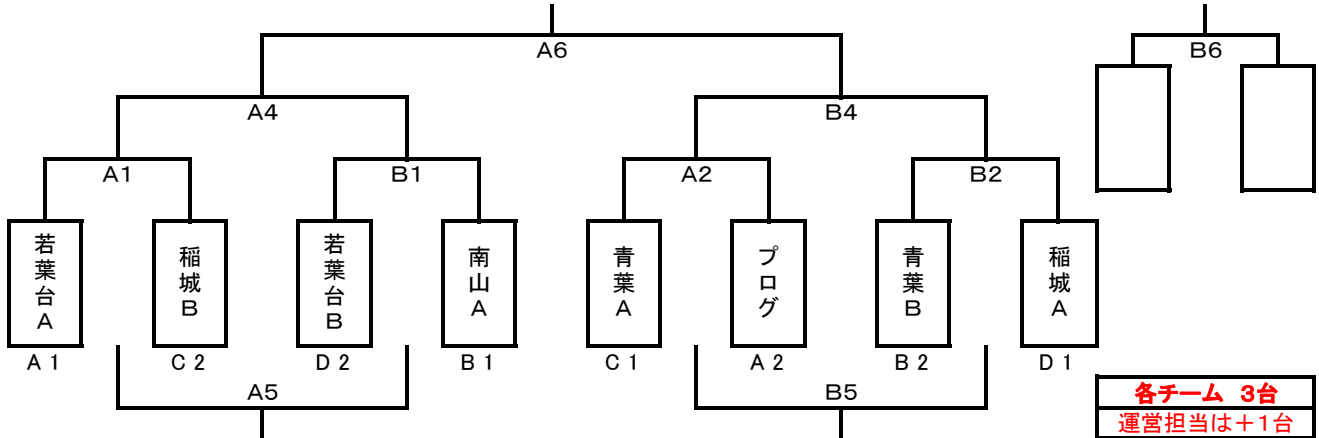 A6
B6
A4
B4
A1
B1
A2
B2
若葉台A
稲城B
若葉台B
南山A
青葉A
プログ
青葉B
稲城A
A1
C2
D2
B1
C1
A2
B2
D1
A5
B5
各チーム 3台
運営担当は+1台